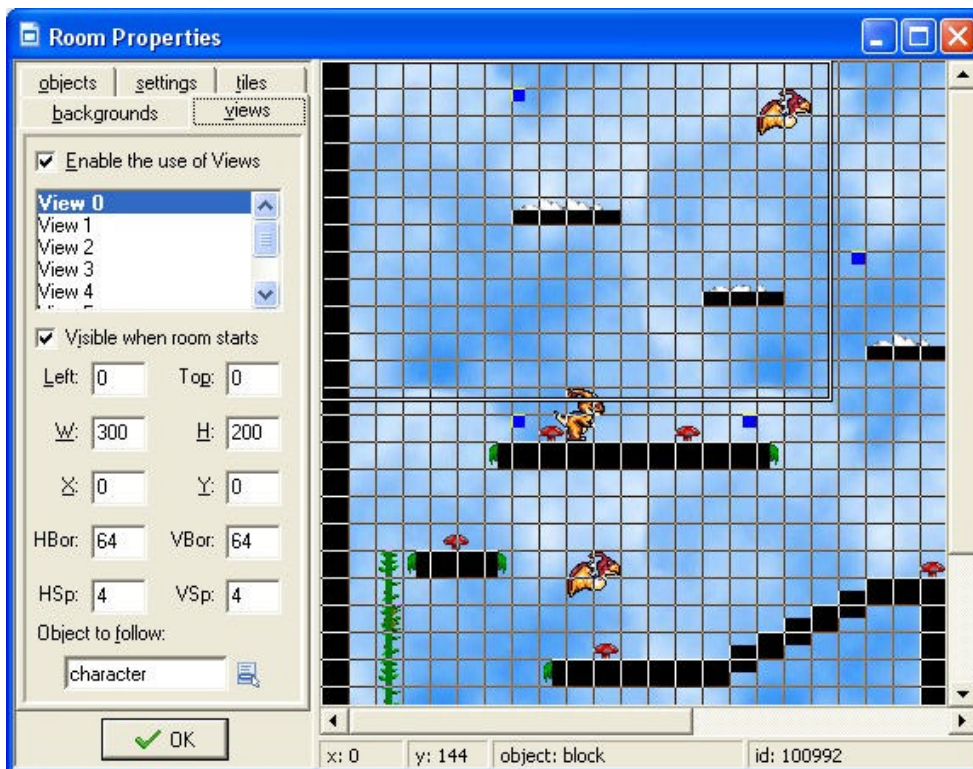 Room Properties
objects settings tiles
backgrounds views
Enable the use of Views
View 0
View 1
View 2
View 3
View 4
Visible when room starts
Left: 0 Top: 0
W: 300 H: 200
X: 0 Y: 0
HBor: 64 VBor: 64
HSp: 4 VSp: 4
Object to follow:
character
OK
x: 0 y: 144 object: block id: 100992